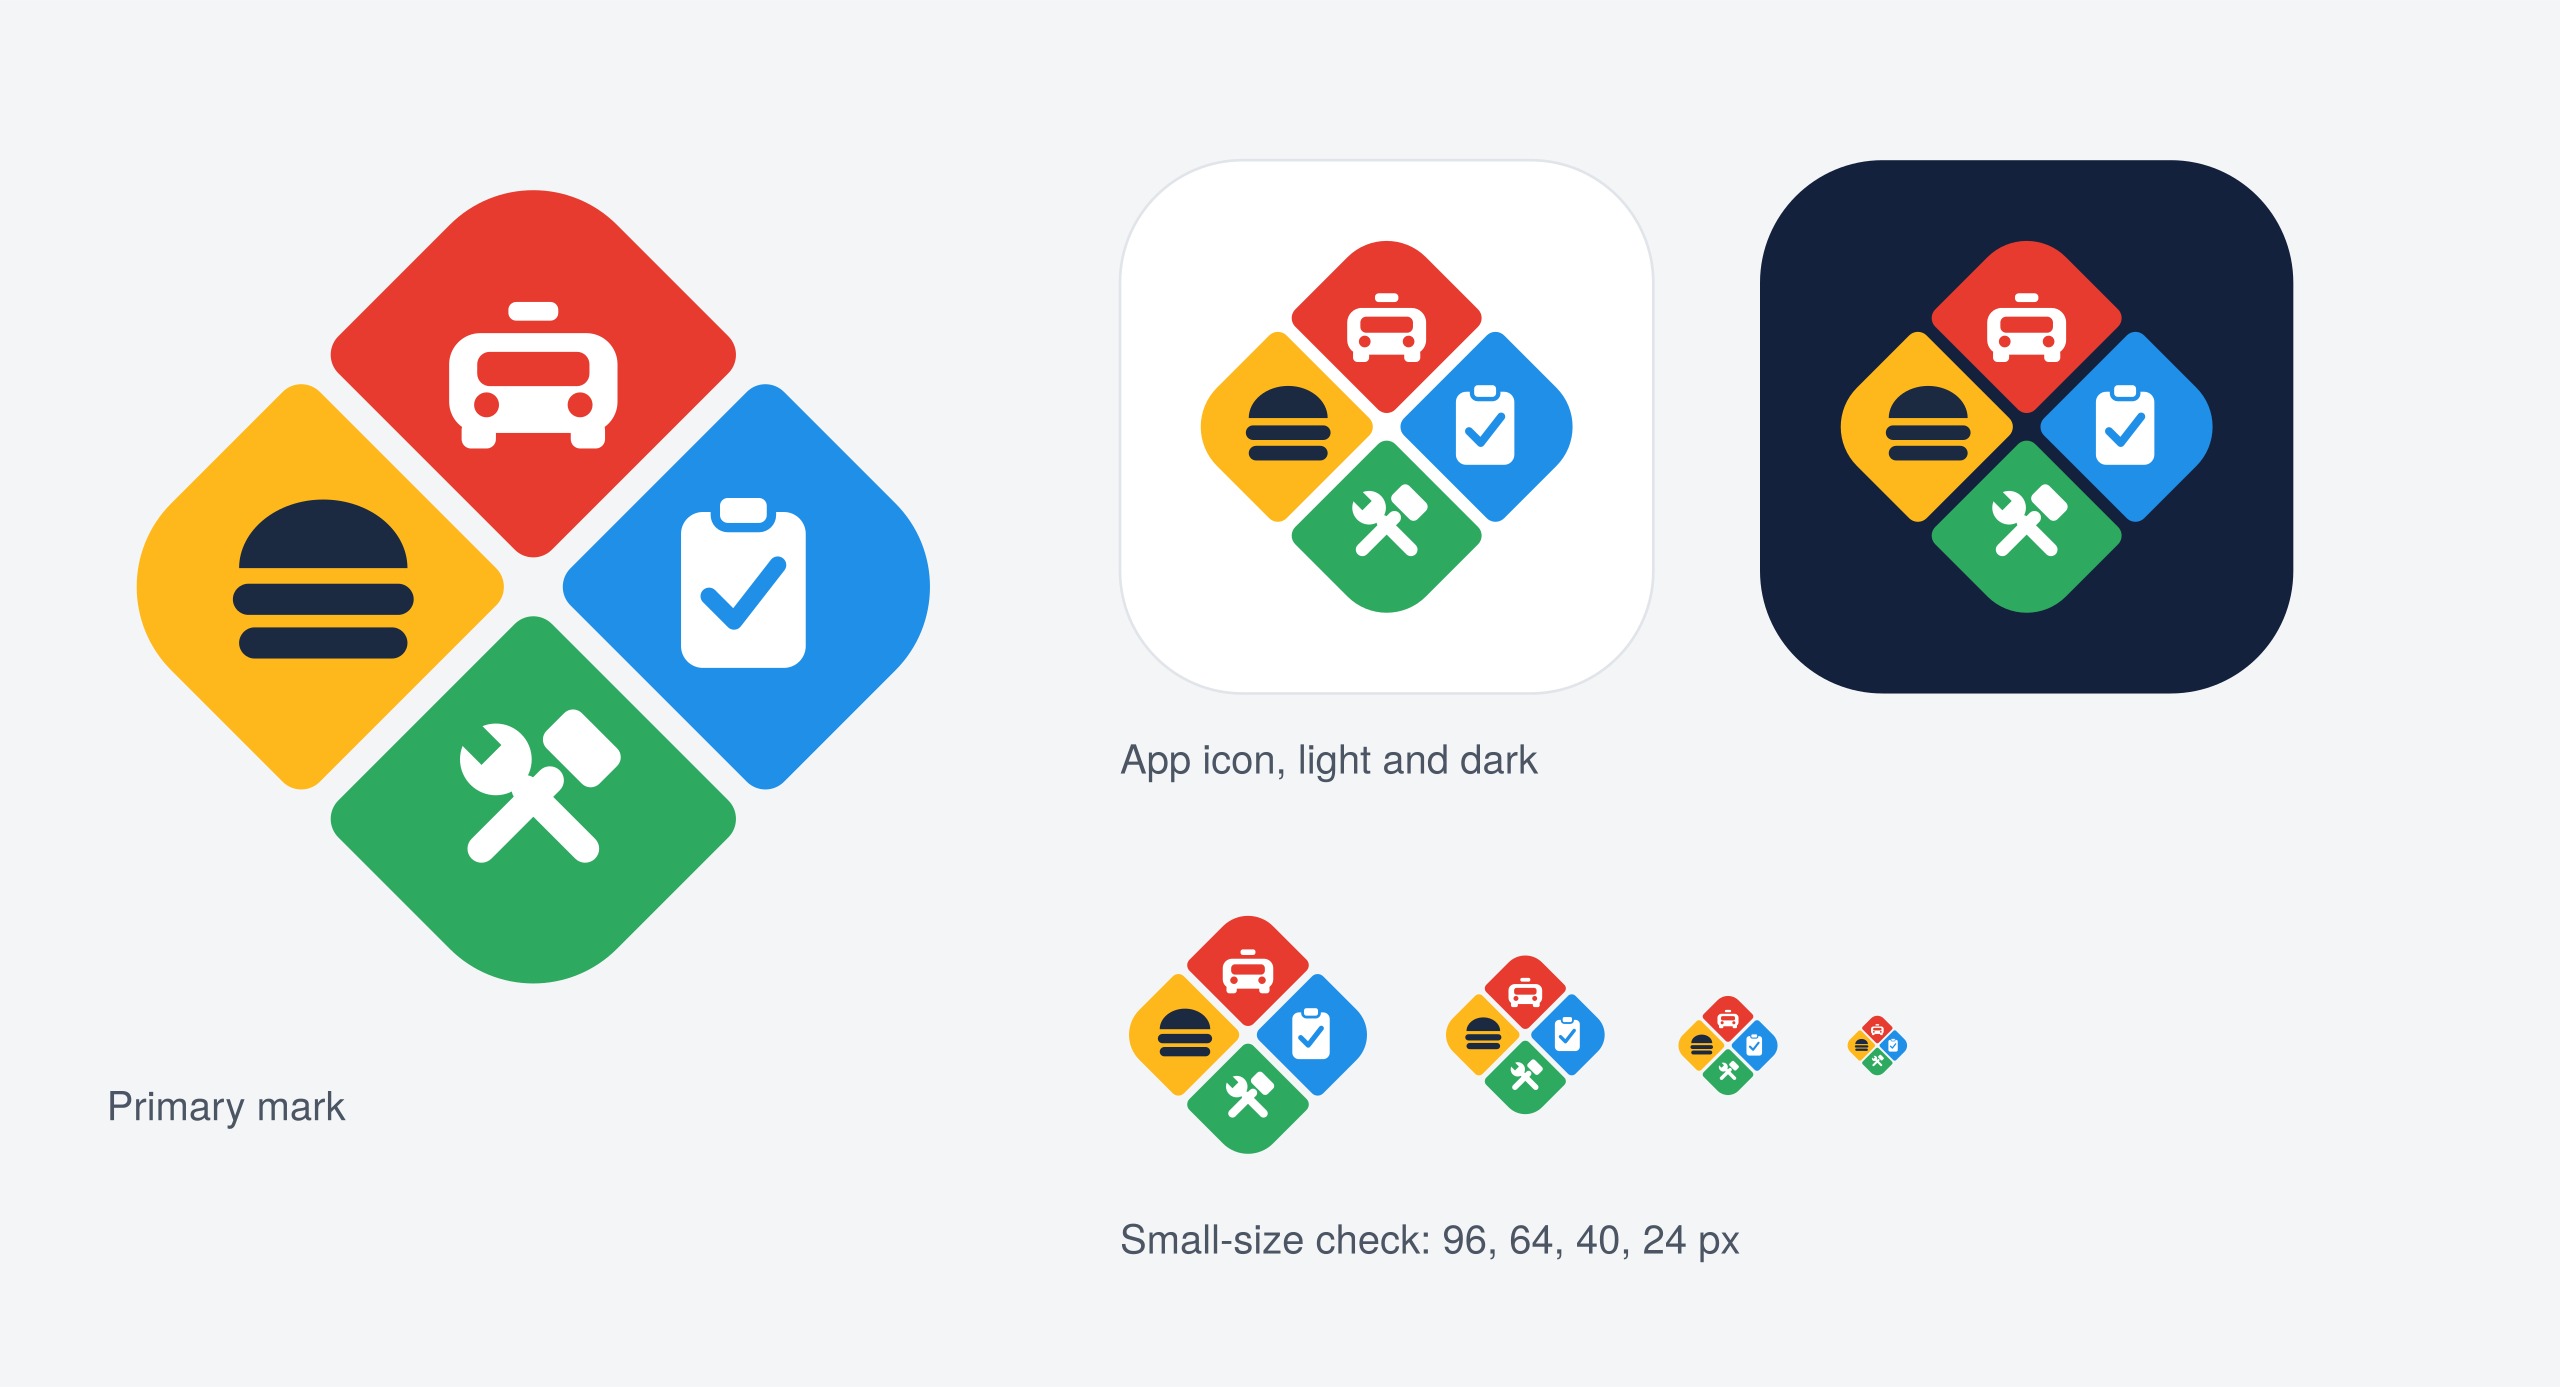 App icon, light and dark
Primary mark
Small-size check: 96, 64, 40, 24 px